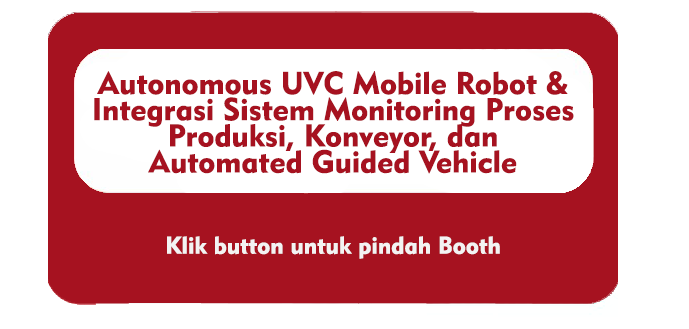 Autonomous UVC Mobile Robot &
Integrasi Sistem Monitoring Proses
Produksi, Konveyor, dan
Automated Guided Vehicle
Klik button untuk pindah Booth